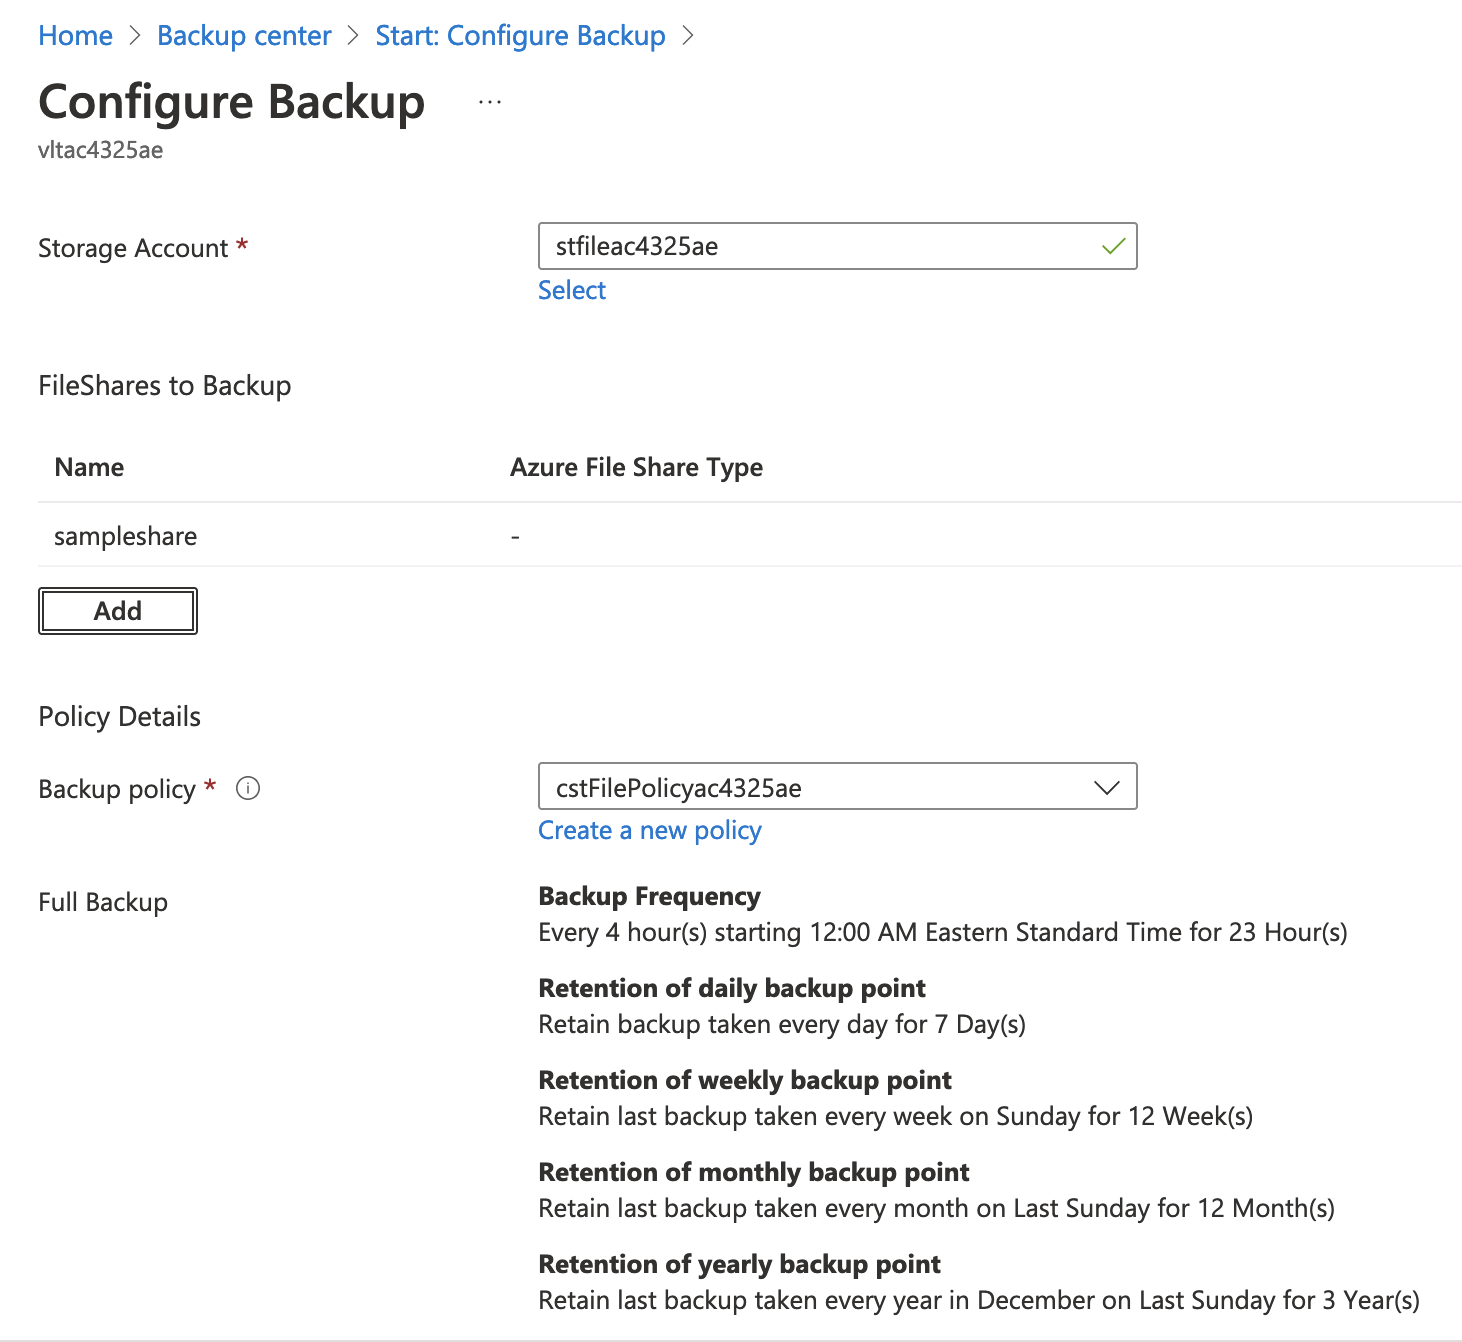 Home > Backup center > Start: Configure Backup >
Configure Backup ...
vltac4325ae
Storage Account * stfileac4325ae
Select
FileShares to Backup
Name Azure File Share Type
sampleshare -
Add
Policy Details
Backup policy * cstFilePolicyac4325ae
Create a new policy
Full Backup
Backup Frequency
Every 4 hour(s) starting 12:00 AM Eastern Standard Time for 23 Hour(s)
Retention of daily backup point
Retain backup taken every day for 7 Day(s)
Retention of weekly backup point
Retain last backup taken every week on Sunday for 12 Week(s)
Retention of monthly backup point
Retain last backup taken every month on Last Sunday for 12 Month(s)
Retention of yearly backup point
Retain last backup taken every year in December on Last Sunday for 3 Year(s)